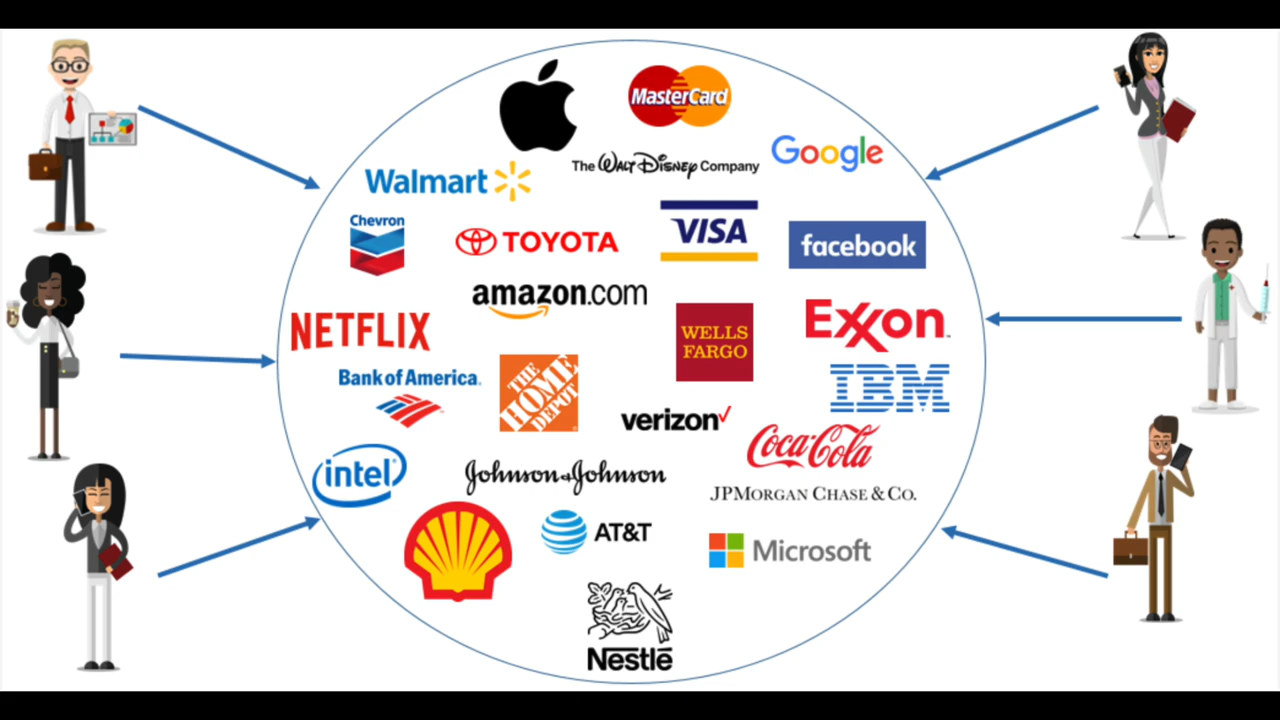 MasterCard
The WALT DISNEY Company
Google
Walmart
Chevron
TOYOTA
VISA
facebook
amazon.com
NETFLIX
WELLS
FARGO
Exxon
Bank of America
THE
HOME
DEPOT
IBM
verizon
Coca-Cola
intel
Johnson & Johnson
JPMORGAN CHASE & CO.
AT&T
Microsoft
Nestlé